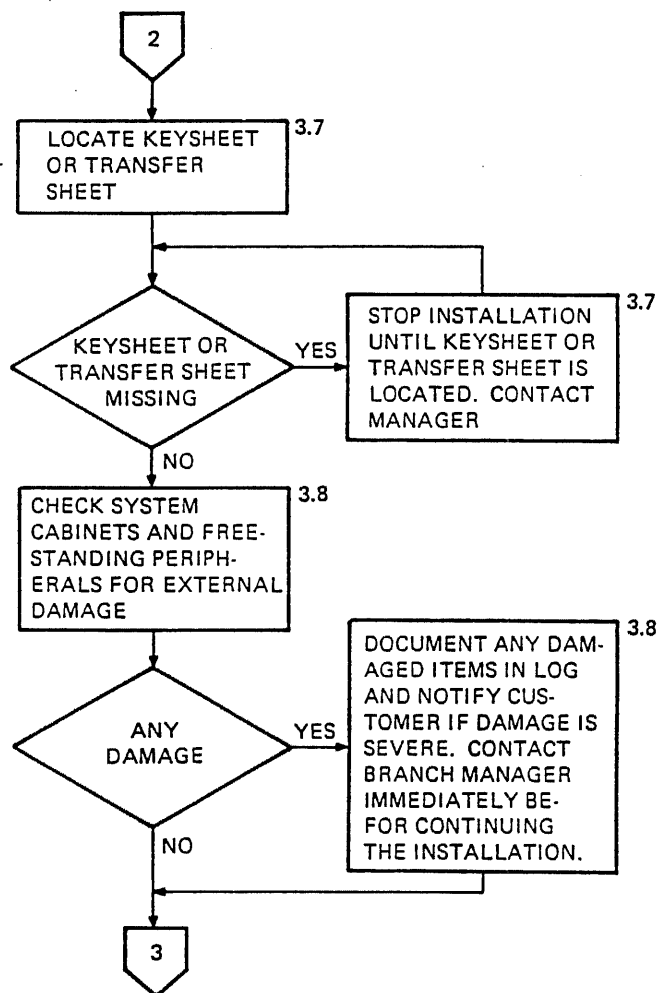 2
3.7
LOCATE KEYSHEET
OR TRANSFER
SHEET
KEYSHEET OR
TRANSFER SHEET
MISSING
YES
3.7
STOP INSTALLATION
UNTIL KEYSHEET OR
TRANSFER SHEET IS
LOCATED. CONTACT
MANAGER
NO
3.8
CHECK SYSTEM
CABINETS AND FREE-
STANDING PERIPH-
ERALS FOR EXTERNAL
DAMAGE
ANY
DAMAGE
YES
3.8
DOCUMENT ANY DAM-
AGED ITEMS IN LOG
AND NOTIFY CUS-
TOMER IF DAMAGE IS
SEVERE. CONTACT
BRANCH MANAGER
IMMEDIATELY BE-
FOR CONTINUING
THE INSTALLATION.
NO
3